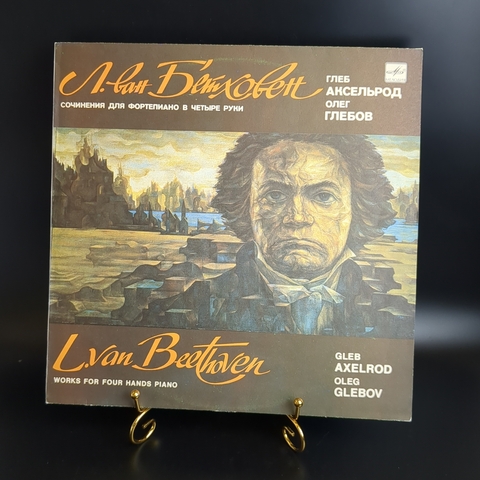 Л. ван Бетховен
СОЧИНЕНИЯ ДЛЯ ФОРТЕПИАНО В ЧЕТЫРЕ РУКИ
ГЛЕБ
АКСЕЛЬРОД
ОЛЕГ
ГЛЕБОВ
L. van Beethoven
WORKS FOR FOUR HANDS PIANO
GLEB
AXELROD
OLEG
GLEBOV